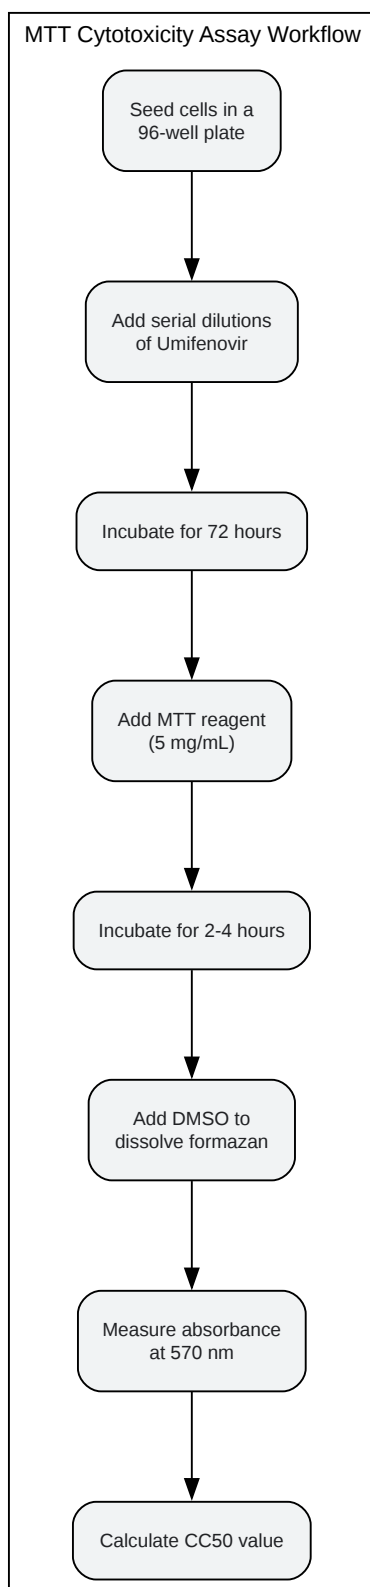 MTT Cytotoxicity Assay Workflow
Seed cells in a
96-well plate
Add serial dilutions
of Umifenovir
Incubate for 72 hours
Add MTT reagent
(5 mg/mL)
Incubate for 2-4 hours
Add DMSO to
dissolve formazan
Measure absorbance
at 570 nm
Calculate CC50 value